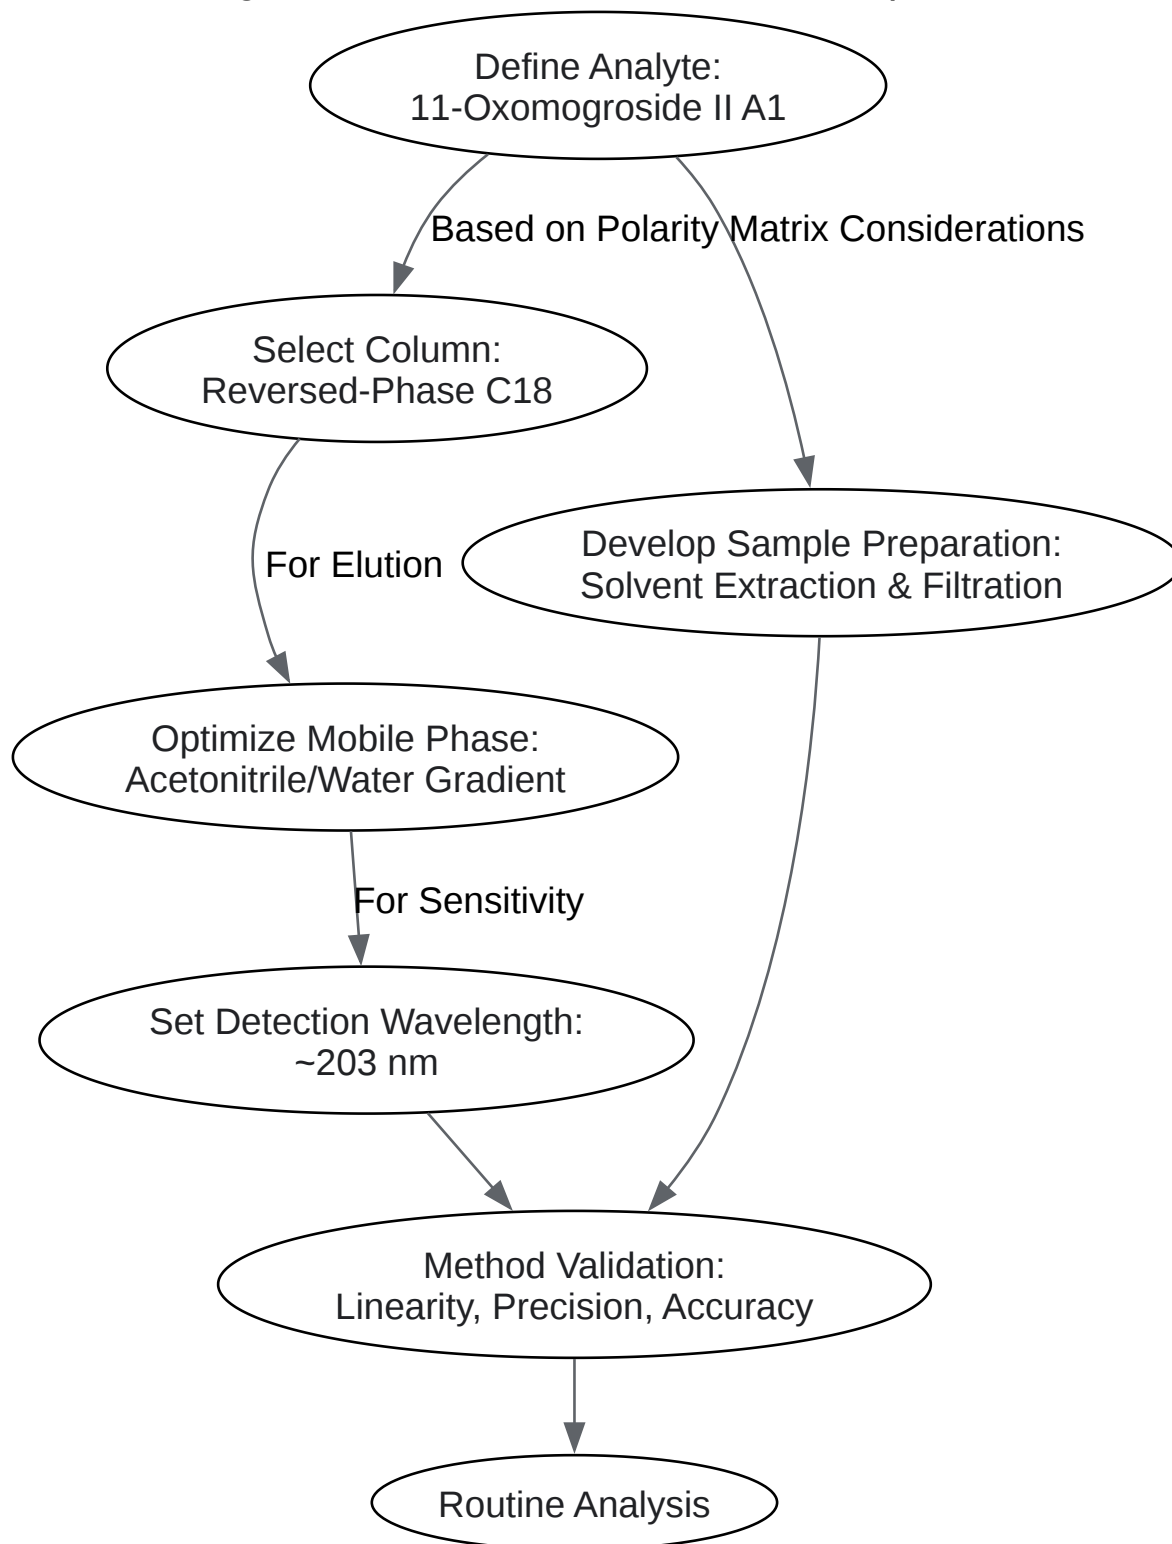 Define Analyte:
11-Oxomogroside II A1
Based on Polarity
Matrix Considerations
Select Column:
Reversed-Phase C18
Develop Sample Preparation:
Solvent Extraction & Filtration
For Elution
Optimize Mobile Phase:
Acetonitrile/Water Gradient
For Sensitivity
Set Detection Wavelength:
~203 nm
Method Validation:
Linearity, Precision, Accuracy
Routine Analysis